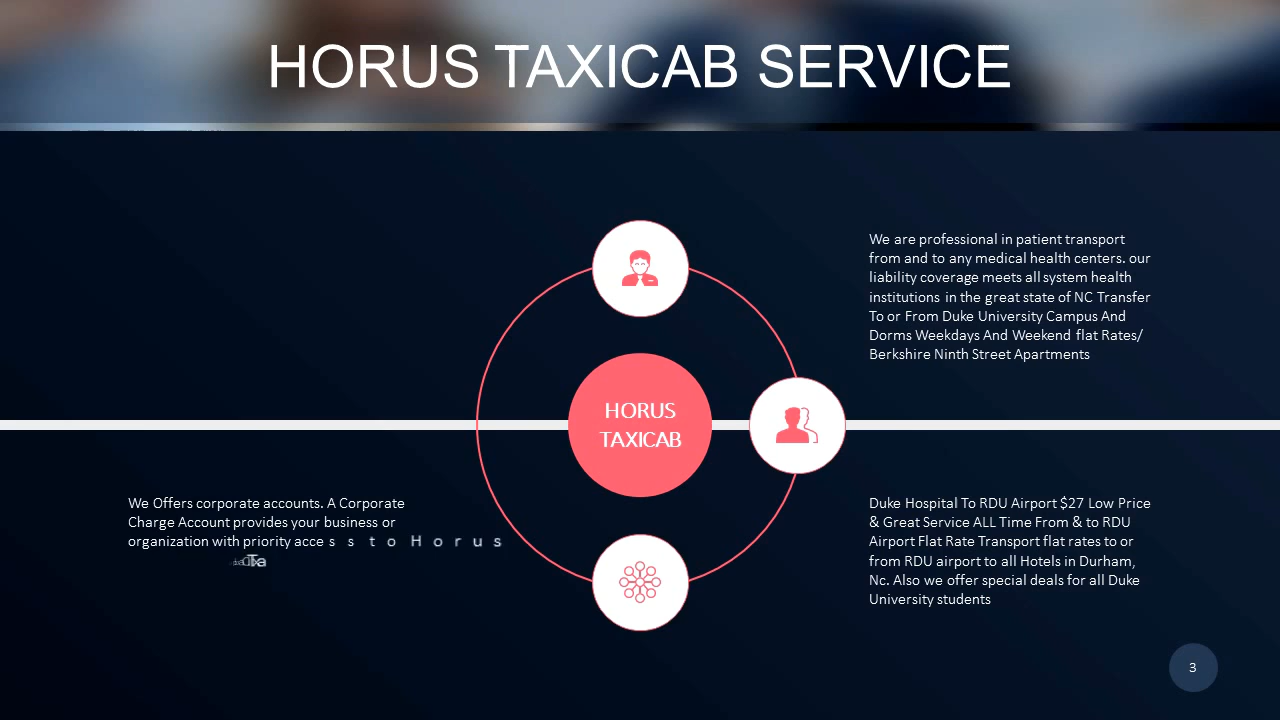 HORUS TAXICAB SERVICE
We are professional in patient transport
from and to any medical health centers. our
liability coverage meets all system health
institutions in the great state of NC Transfer
To or From Duke University Campus And
Dorms Weekdays And Weekend flat Rates/
Berkshire Ninth Street Apartments
HORUS
TAXICAB
We Offers corporate accounts. A Corporate
Charge Account provides your business or
organization with priority access to Horus
Duke Hospital To RDU Airport $27 Low Price
& Great Service ALL Time From & to RDU
Airport Flat Rate Transport flat rates to or
from RDU airport to all Hotels in Durham,
Nc. Also we offer special deals for all Duke
University students
3